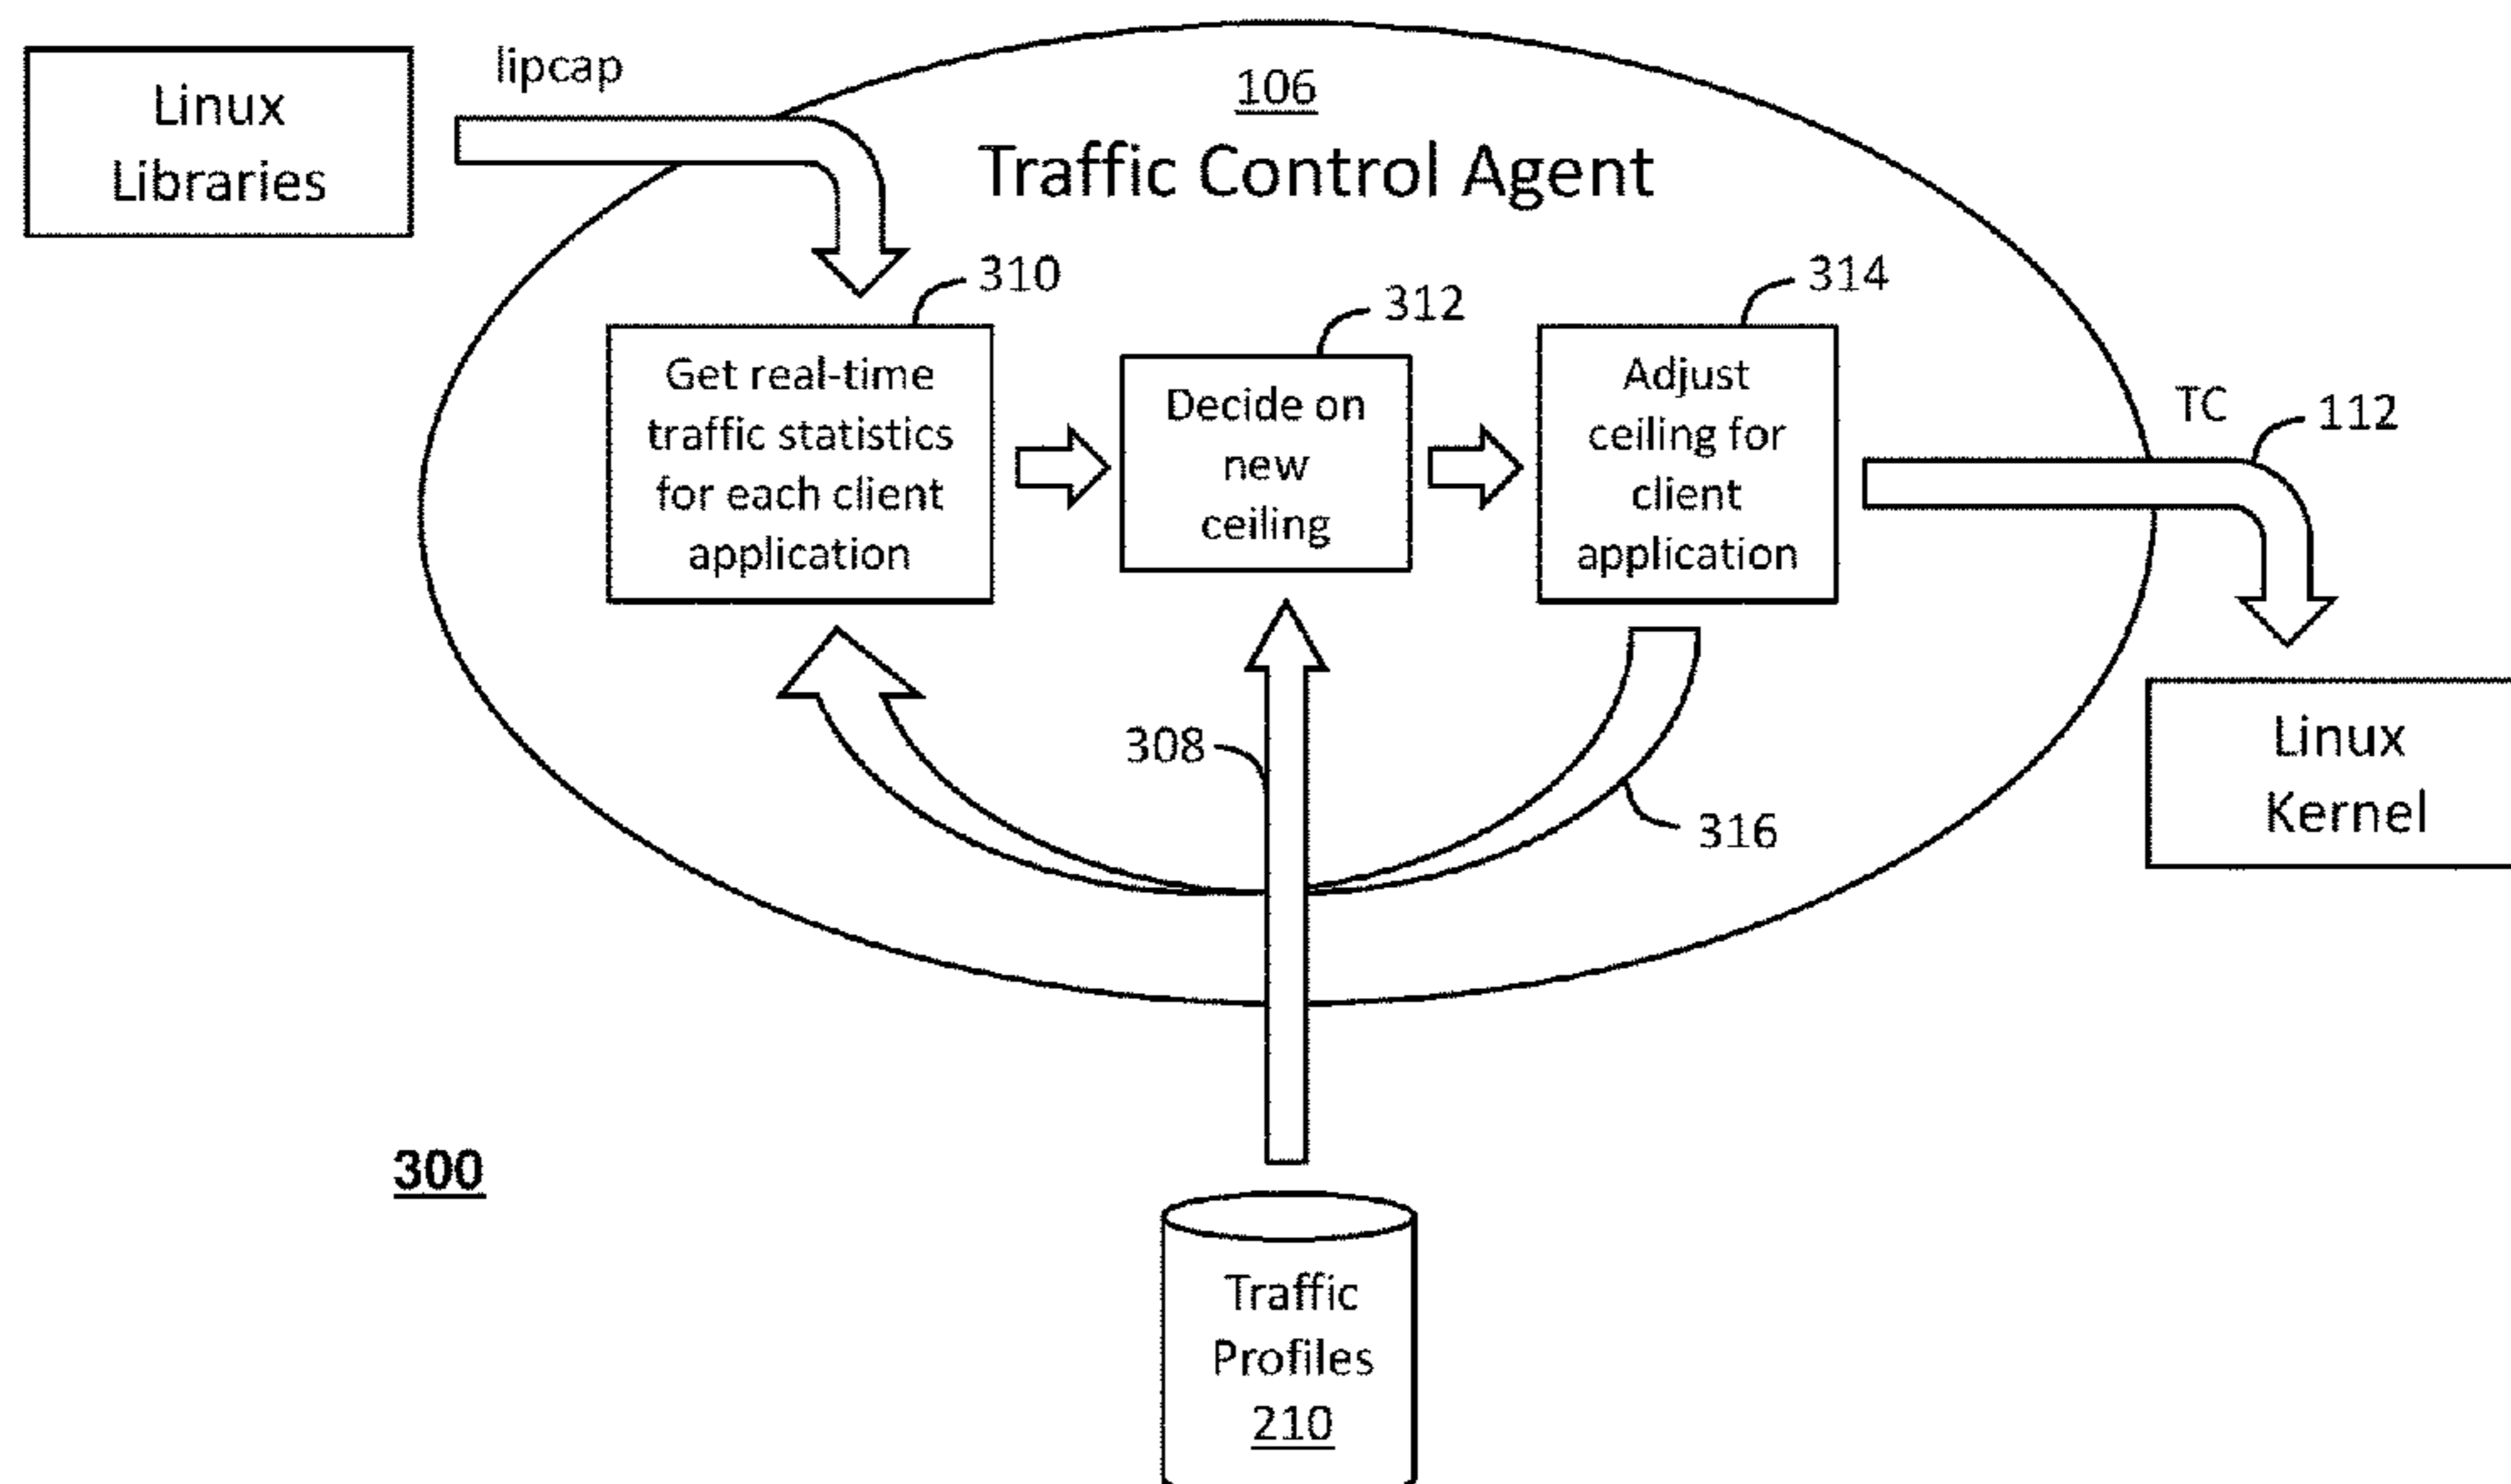 Linux
Libraries
lipcap
106
Traffic Control Agent
310
312
314
Get real-time
traffic statistics
for each client
application
Decide on
new
ceiling
Adjust
ceiling for
client
application
TC
112
308
316
Linux
Kernel
300
Traffic
Profiles
210